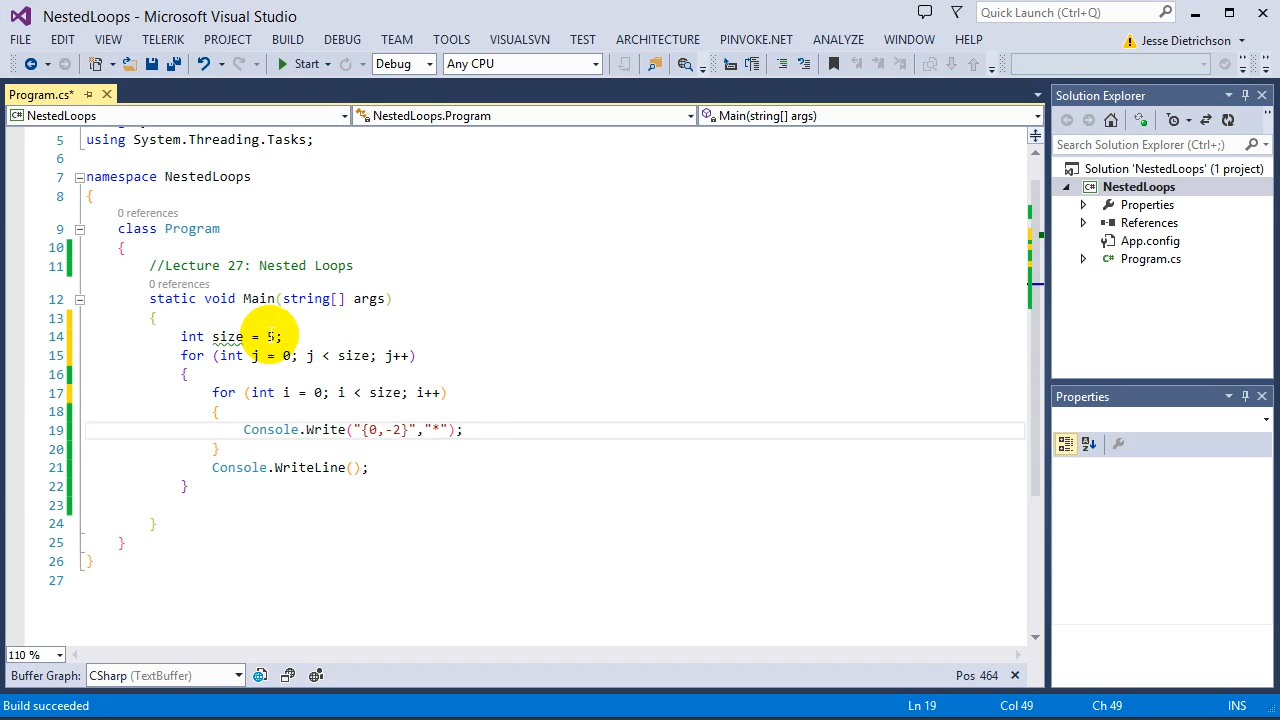 NestedLoops - Microsoft Visual Studio
Quick Launch (Ctrl+Q)
FILE EDIT VIEW TELERIK PROJECT BUILD DEBUG TEAM TOOLS VISUALSVN TEST ARCHITECTURE PINVOKE.NET ANALYZE WINDOW HELP
Jesse Dietrichson
Start Debug Any CPU
Program.cs*
NestedLoops NestedLoops.Program Main(string[] args)
5 using System.Threading.Tasks;
6
7 namespace NestedLoops
8 {
0 references
9 class Program
10 {
11 //Lecture 27: Nested Loops
0 references
12 static void Main(string[] args)
13 {
14 int size = 5;
15 for (int j = 0; j < size; j++)
16 {
17 for (int i = 0; i < size; i++)
18 {
19 Console.Write("{0,-2}","*");
20 }
21 Console.WriteLine();
22 }
23
24 }
25 }
26 }
27
110 %
Buffer Graph: CSharp (TextBuffer) Pos 464
Solution Explorer
Search Solution Explorer (Ctrl+;)
Solution 'NestedLoops' (1 project)
C# NestedLoops
Properties
References
App.config
C# Program.cs
Properties
Build succeeded Ln 19 Col 49 Ch 49 INS